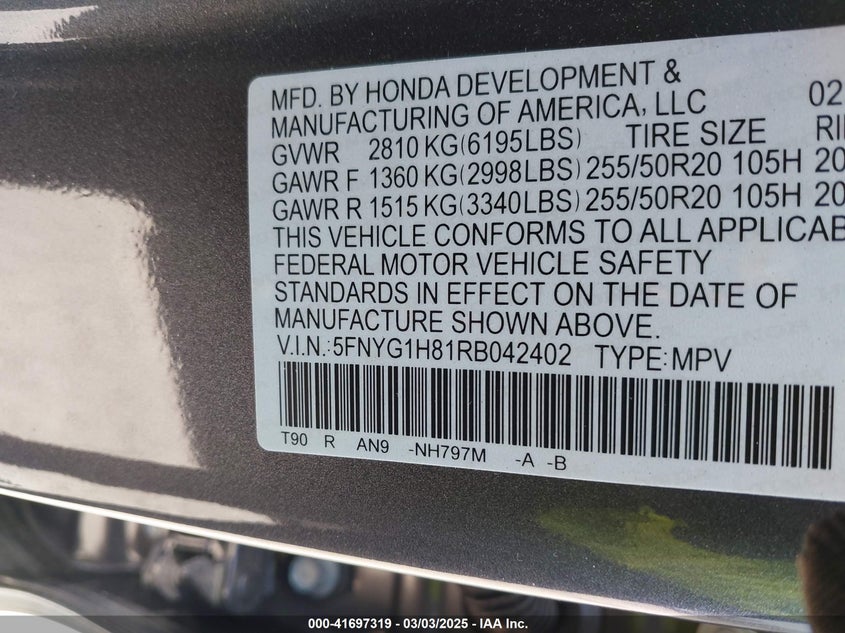 MFD. BY HONDA DEVELOPMENT &
MANUFACTURING OF AMERICA, LLC 02
GVWR 2810 KG(6195LBS) TIRE SIZE
GAWR F 1360 KG(2998LBS) 255/50R20 105H 20
GAWR R 1515 KG(3340LBS) 255/50R20 105H 20
THIS VEHICLE CONFORMS TO ALL
FEDERAL MOTOR VEHICLE SAFETY
STANDARDS IN EFFECT ON THE DATE OF
MANUFACTURE SHOWN ABOVE.
V.I.N.:5FNYG1H81RB042402 TYPE:MPV
T90 R AN9 -NH797M -A -B
000-41697319 / 03/03/2025 — IAA Inc.